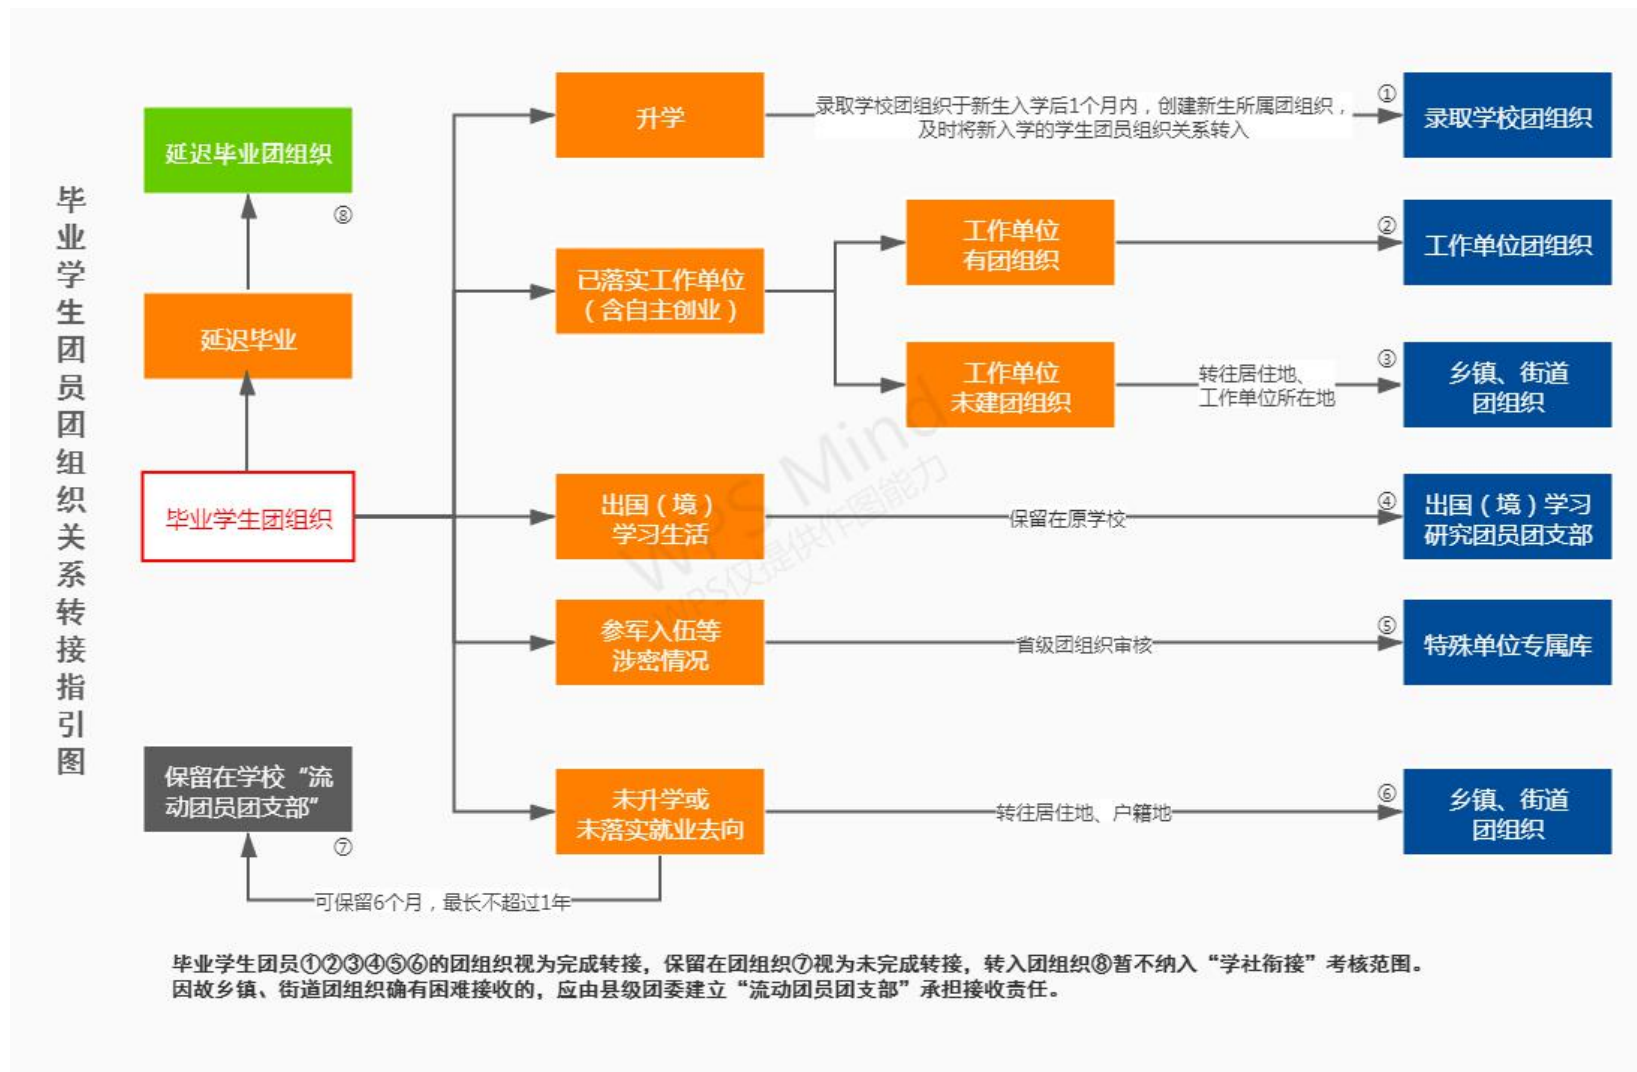 毕业学生团员团组织关系转接指引图
延迟毕业团组织
⑧
延迟毕业
毕业学生团组织
保留在学校“流
动团员团支部”
⑦
可保留6个月，最长不超过1年
升学
录取学校团组织于新生入学后1个月内，创建新生所属团组织，
及时将新入学的学生团员组织关系转入
①
录取学校团组织
已落实工作单位
（含自主创业）
工作单位
有团组织
②
工作单位团组织
工作单位
未建团组织
转往居住地、
工作单位所在地
③
乡镇、街道
团组织
出国（境）
学习生活
保留在原学校
④
出国（境）学习
研究团员团支部
参军入伍等
涉密情况
省级团组织审核
⑤
特殊单位专属库
未升学或
未落实就业去向
转往居住地、户籍地
⑥
乡镇、街道
团组织
WPS Mind
WPS仅提供作图能力
毕业学生团员①②③④⑤⑥的团组织视为完成转接，保留在团组织⑦视为未完成转接，转入团组织⑧暂不纳入“学社衔接”考核范围。
因故乡镇、街道团组织确有困难接收的，应由县级团委建立“流动团员团支部”承担接收责任。